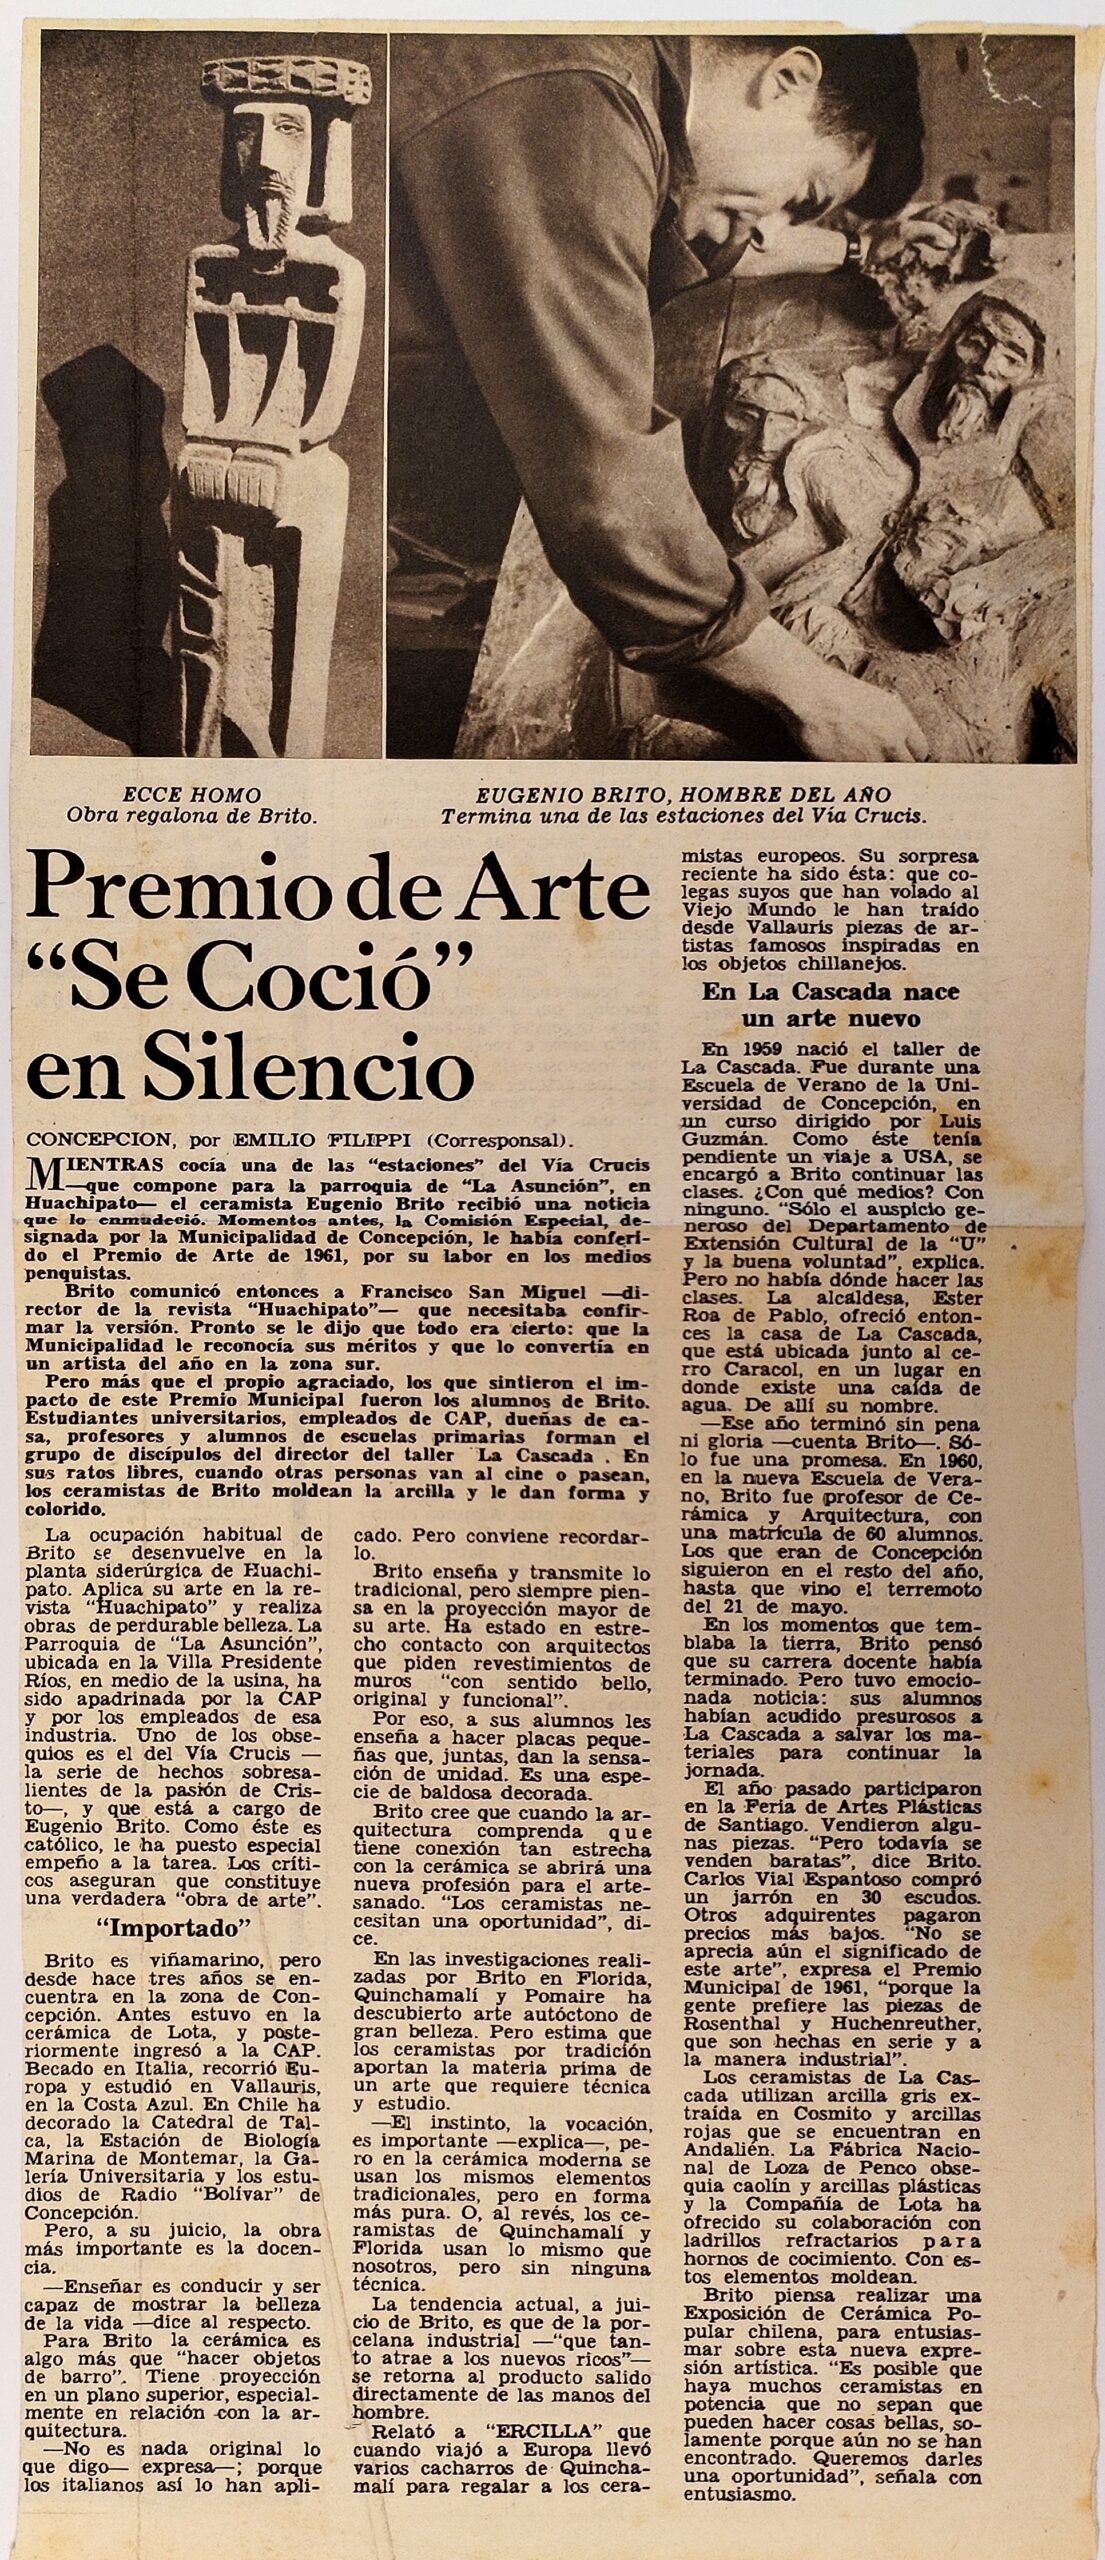 ECCE HOMO
Obra regalona de Brito.
EUGENIO BRITO, HOMBRE DEL AÑO
Termina una de las estaciones del Vía Crucis.
Premio de Arte
“Se Coció”
en Silencio
CONCEPCION, por EMILIO FILIPPI (Corresponsal).
MIENTRAS cocía una de las “estaciones” del Vía Crucis
—que compone para la parroquia de “La Asunción”, en
Huachipato— el ceramista Eugenio Brito recibió una noticia
que lo enmudeció. Momentos antes, la Comisión Especial, de-
signada por la Municipalidad de Concepción, le había conferi-
do el Premio de Arte de 1961, por su labor en los medios
penquistas.
Brito comunicó entonces a Francisco San Miguel —di-
rector de la revista “Huachipato”— que necesitaba confir-
mar la versión. Pronto se le dijo que todo era cierto: que la
Municipalidad le reconocía sus méritos y que lo convertía en
un artista del año en la zona sur.
Pero más que el propio agraciado, los que sintieron el im-
pacto de este Premio Municipal fueron los alumnos de Brito.
Estudiantes universitarios, empleados de CAP, dueñas de ca-
sa, profesores y alumnos de escuelas primarias forman el
grupo de discípulos del director del taller La Cascada . En
sus ratos libres, cuando otras personas van al cine o pasean,
los ceramistas de Brito moldean la arcilla y le dan forma y
colorido.
La ocupación habitual de
Brito se desenvuelve en la
planta siderúrgica de Huachi-
pato. Aplica su arte en la re-
vista “Huachipato” y realiza
obras de perdurable belleza. La
Parroquia de “La Asunción”,
ubicada en la Villa Presidente
Ríos, en medio de la usina, ha
sido apadrinada por la CAP
y por los empleados de esa
industria. Uno de los obse-
quios es el del Vía Crucis —
la serie de hechos sobresa-
lientes de la pasión de Cris-
to—, y que está a cargo de
Eugenio Brito. Como éste es
católico, le ha puesto especial
empeño a la tarea. Los críti-
cos aseguran que constituye
una verdadera “obra de arte”.
“Importado”
Brito es viñamarino, pero
desde hace tres años se en-
cuentra en la zona de Con-
cepción. Antes estuvo en la
cerámica de Lota, y poste-
riormente ingresó a la CAP.
Becado en Italia, recorrió Eu-
ropa y estudió en Vallauris,
en la Costa Azul. En Chile ha
decorado la Catedral de Tal-
ca, la Estación de Biología
Marina de Montemar, la Ga-
lería Universitaria y los estu-
dios de Radio “Bolívar” de
Concepción.
Pero, a su juicio, la obra
más importante es la docen-
cia.
—Enseñar es conducir y ser
capaz de mostrar la belleza
de la vida —dice al respecto.
Para Brito la cerámica es
algo más que “hacer objetos
de barro”. Tiene proyección
en un plano superior, especial-
mente en relación con la ar-
quitectura.
—No es nada original lo
que digo— expresa—; porque
los italianos así lo han apli-
cado. Pero conviene recordar-
lo.
Brito enseña y transmite lo
tradicional, pero siempre pien-
sa en la proyección mayor de
su arte. Ha estado en estre-
cho contacto con arquitectos
que piden revestimientos de
muros “con sentido bello,
original y funcional”.
Por eso, a sus alumnos les
enseña a hacer placas peque-
ñas que, juntas, dan la sensa-
ción de unidad. Es una espe-
cie de baldosa decorada.
Brito cree que cuando la ar-
quitectura comprenda que
tiene conexión tan estrecha
con la cerámica se abrirá una
nueva profesión para el arte-
sanado. “Los ceramistas ne-
cesitan una oportunidad”, di-
ce.
En las investigaciones reali-
zadas por Brito en Florida,
Quinchamalí y Pomaire ha
descubierto arte autóctono de
gran belleza. Pero estima que
los ceramistas por tradición
aportan la materia prima de
un arte que requiere técnica
y estudio.
—El instinto, la vocación,
es importante —explica—, pe-
ro en la cerámica moderna se
usan los mismos elementos
tradicionales, pero en forma
más pura. O, al revés, los ce-
ramistas de Quinchamalí y
Florida usan lo mismo que
nosotros, pero sin ninguna
técnica.
La tendencia actual, a jui-
cio de Brito, es que de la por-
celana industrial —“que tan-
to atrae a los nuevos ricos”—
se retorna al producto salido
directamente de las manos del
hombre.
Relató a “ERCILLA” que
cuando viajó a Europa llevó
varios cacharros de Quincha-
malí para regalar a los cera-
mistas europeos. Su sorpresa
reciente ha sido ésta: que co-
legas suyos que han volado al
Viejo Mundo le han traído
desde Vallauris piezas de ar-
tistas famosos inspiradas en
los objetos chillanejos.
En La Cascada nace
un arte nuevo
En 1959 nació el taller de
La Cascada. Fue durante una
Escuela de Verano de la Uni-
versidad de Concepción, en
un curso dirigido por Luis
Guzmán. Como éste tenía
pendiente un viaje a USA, se
encargó a Brito continuar las
clases. ¿Con qué medios? Con
ninguno. “Sólo el auspicio ge-
neroso del Departamento de
Extensión Cultural de la “U”
y la buena voluntad”, explica.
Pero no había dónde hacer las
clases. La alcaldesa, Ester
Roa de Pablo, ofreció enton-
ces la casa de La Cascada,
que está ubicada junto al ce-
rro Caracol, en un lugar en
donde existe una caída de
agua. De allí su nombre.
—Ese año terminó sin pena
ni gloria —cuenta Brito—. Só-
lo fue una promesa. En 1960,
en la nueva Escuela de Vera-
no, Brito fue profesor de Ce-
rámica y Arquitectura, con
una matrícula de 60 alumnos.
Los que eran de Concepción
siguieron en el resto del año,
hasta que vino el terremoto
del 21 de mayo.
En los momentos que tem-
blaba la tierra, Brito pensó
que su carrera docente había
terminado. Pero tuvo emocio-
nada noticia: sus alumnos
habían acudido presurosos a
La Cascada a salvar los ma-
teriales para continuar la
jornada.
El año pasado participaron
en la Feria de Artes Plásticas
de Santiago. Vendieron algu-
nas piezas. “Pero todavía se
venden baratas”, dice Brito.
Carlos Vial Espantoso compró
un jarrón en 30 escudos.
Otros adquirentes pagaron
precios más bajos. “No se
aprecia aún el significado de
este arte”, expresa el Premio
Municipal de 1961, “porque la
gente prefiere las piezas de
Rosenthal y Huchenreuther,
que son hechas en serie y a
la manera industrial”.
Los ceramistas de La Cas-
cada utilizan arcilla gris ex-
traída en Cosmito y arcillas
rojas que se encuentran en
Andalién. La Fábrica Nacio-
nal de Loza de Penco obse-
quia caolín y arcillas plásticas
y la Compañía de Lota ha
ofrecido su colaboración con
ladrillos refractarios para
hornos de cocimiento. Con es-
tos elementos moldean.
Brito piensa realizar una
Exposición de Cerámica Po-
pular chilena, para entusias-
mar sobre esta nueva expre-
sión artística. “Es posible que
haya muchos ceramistas en
potencia que no sepan que
pueden hacer cosas bellas, so-
lamente porque aún no se han
encontrado. Queremos darles
una oportunidad”, señala con
entusiasmo.